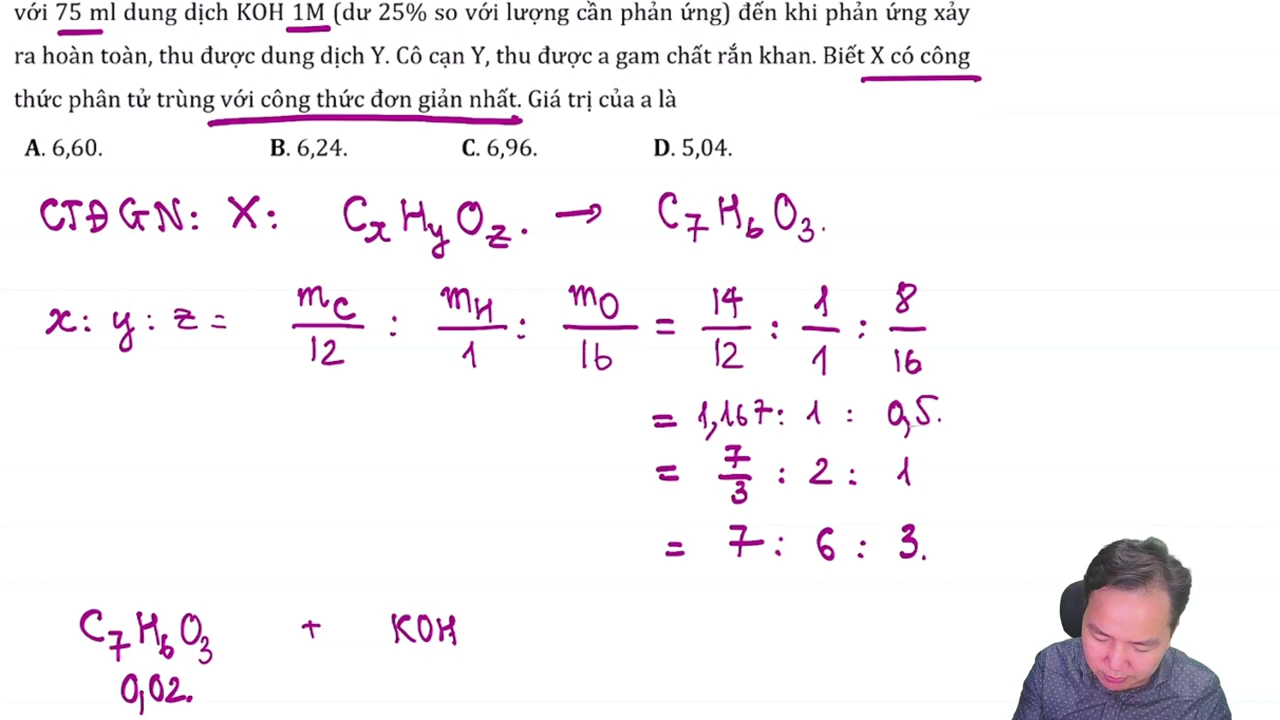 với 75 ml dung dịch KOH 1M (dư 25% so với lượng cần phản ứng) đến khi phản ứng xảy
ra hoàn toàn, thu được dung dịch Y. Cô cạn Y, thu được a gam chất rắn khan. Biết X có công
thức phân tử trùng với công thức đơn giản nhất. Giá trị của a là
A. 6,60. B. 6,24. C. 6,96. D. 5,04.
CTĐGN: X: CxHyOz. → C7H6O3.
x : y : z = mC/12 : mH/1 : mO/16 = 14/12 : 1/1 : 8/16
= 1,167 : 1 : 0,5.
= 7/3 : 2 : 1
= 7 : 6 : 3.
C7H6O3 + KOH
0,02.